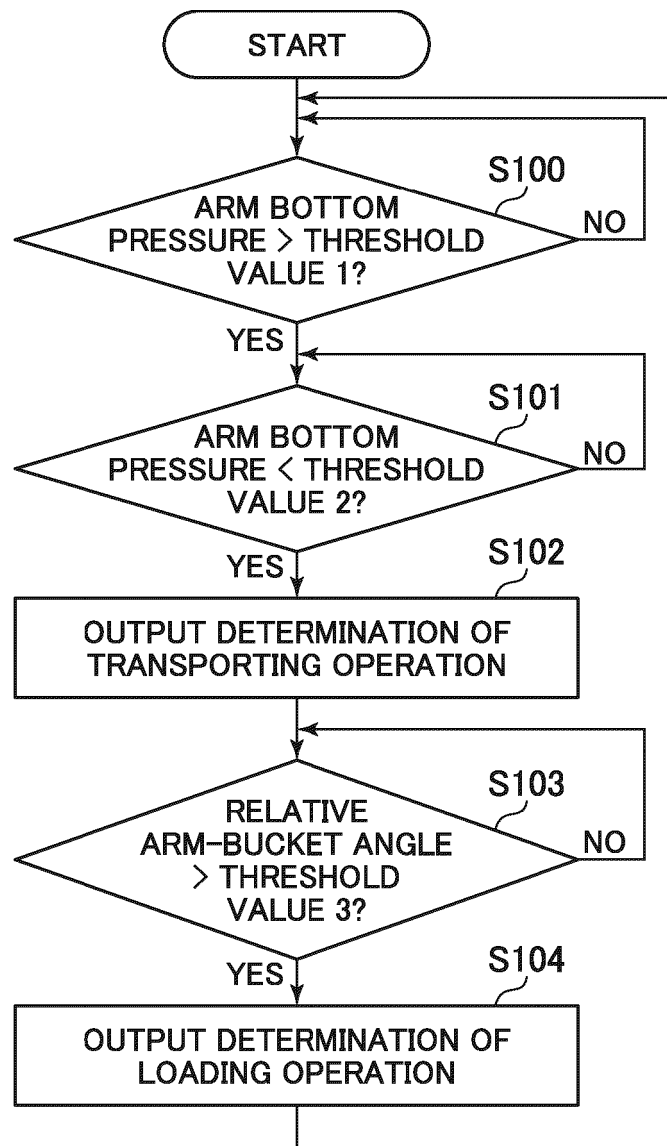 START
S100
ARM BOTTOM
PRESSURE > THRESHOLD
VALUE 1?
NO
YES
S101
ARM BOTTOM
PRESSURE < THRESHOLD
VALUE 2?
NO
YES
S102
OUTPUT DETERMINATION OF
TRANSPORTING OPERATION
S103
RELATIVE
ARM-BUCKET ANGLE
> THRESHOLD
VALUE 3?
NO
YES
S104
OUTPUT DETERMINATION OF
LOADING OPERATION